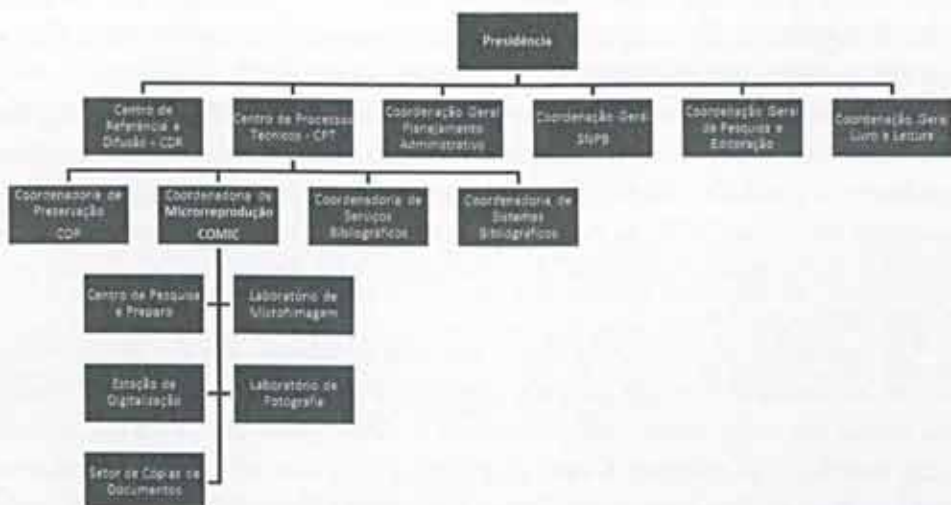 Presidência
Centro de
Referência e
Difusão - CDR
Centro de Processos
Técnicos - CPT
Coordenação Geral
Planejamento
Administrativo
Coordenação Geral
SNPB
Coordenação Geral
de Pesquisa e
Editoração
Coordenação Geral
Livro e Leitura
Coordenadoria de
Preservação
COP
Coordenadoria de
Microrreprodução
COMIC
Coordenadoria de
Serviços
Bibliográficos
Coordenadoria de
Sistemas
Bibliográficos
Centro de Pesquisa
e Preparo
Laboratório de
Microfilmagem
Estação de
Digitalização
Laboratório de
Fotografia
Setor de Cópias de
Documentos